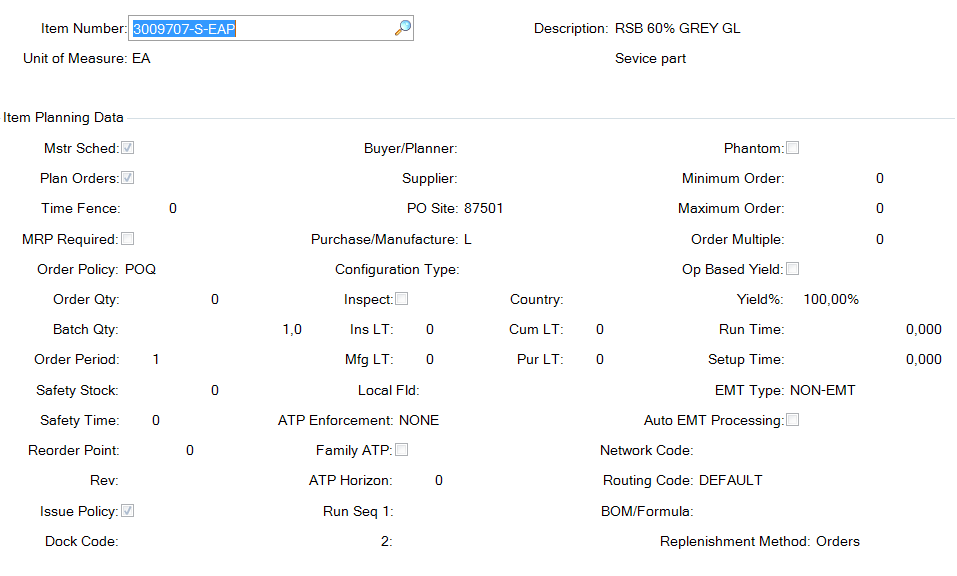 Item Number: 3009707-S-EAP Description: RSB 60% GREY GL
Unit of Measure: EA Sevice part
Item Planning Data
Mstr Sched: Buyer/Planner: Phantom:
Plan Orders: Supplier: Minimum Order: 0
Time Fence: 0 PO Site: 87501 Maximum Order: 0
MRP Required: Purchase/Manufacture: L Order Multiple: 0
Order Policy: POQ Configuration Type: Op Based Yield:
Order Qty: 0 Inspect: Country: Yield%: 100,00%
Batch Qty: 1,0 Ins LT: 0 Cum LT: 0 Run Time: 0,000
Order Period: 1 Mfg LT: 0 Pur LT: 0 Setup Time: 0,000
Safety Stock: 0 Local Fld: EMT Type: NON-EMT
Safety Time: 0 ATP Enforcement: NONE Auto EMT Processing:
Reorder Point: 0 Family ATP: Network Code:
Rev: ATP Horizon: 0 Routing Code: DEFAULT
Issue Policy: Run Seq 1: BOM/Formula:
Dock Code: 2: Replenishment Method: Orders